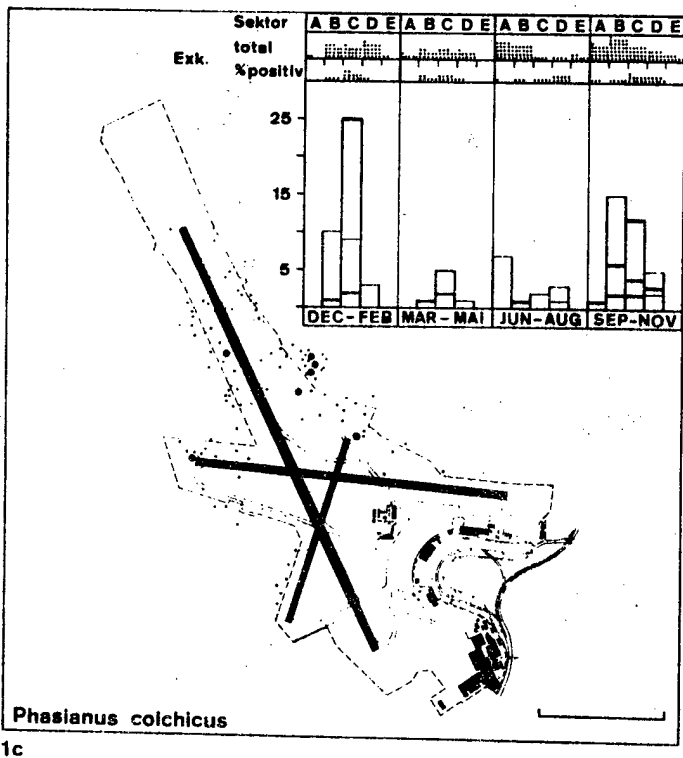 Sektor A B C D E A B C D E A B C D E A B C D E
Exk. total
%positiv
25
15
5
DEC-FEB MAR-MAI JUN-AUG SEP-NOV
Phasianus colchicus
1c